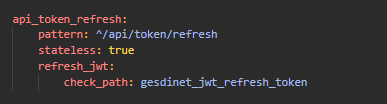 api_token_refresh:
    pattern: ^/api/token/refresh
    stateless: true
    refresh_jwt:
        check_path: gesdinet_jwt_refresh_token